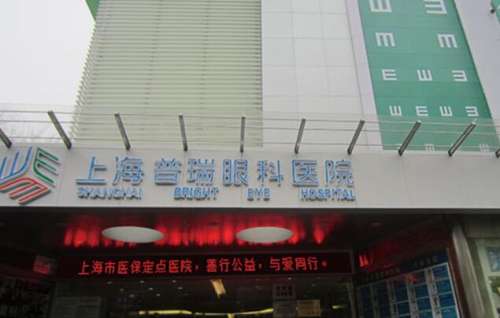 上海普瑞眼科医院
SHANGHAI BRIGHT EYE HOSPITAL
上海市医保定点医院，善行公益，与爱同行。